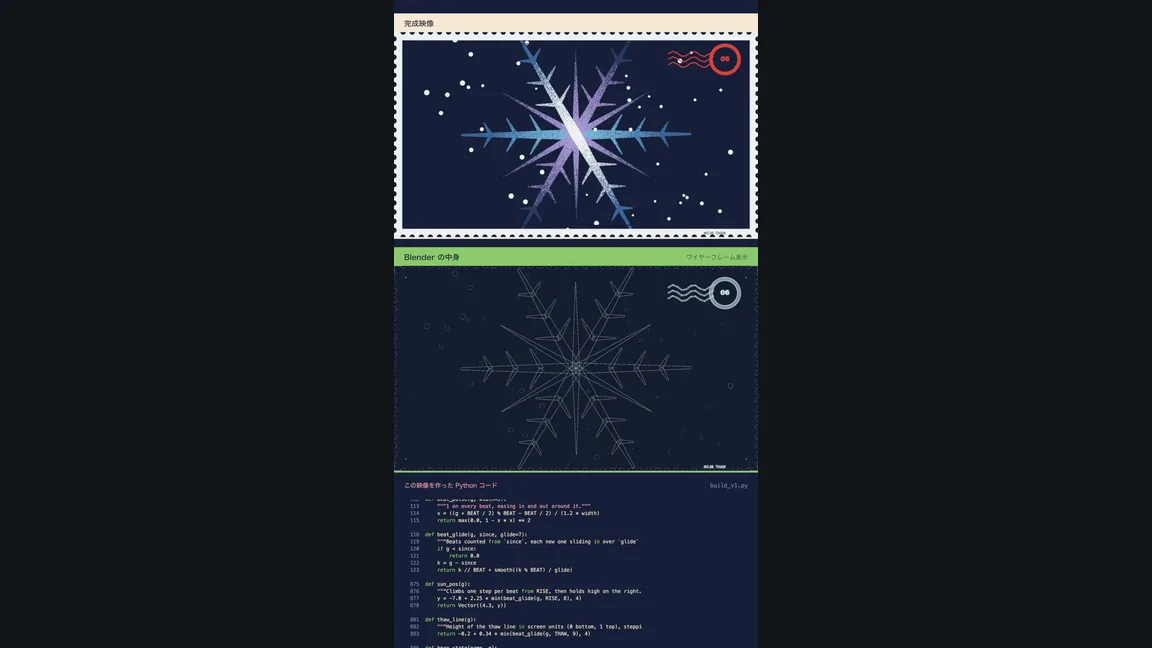 完成映像
06
NO.06 THAW
Blender の中身
ワイヤーフレーム表示
06
NO.06 THAW
この映像を作った Python コード
build_v1.py
113 """1 on every beat, easing in and out around it."""
114 x = ((g + BEAT / 2) % BEAT - BEAT / 2) / (1.2 * width)
115 return max(0.0, 1 - x * x) ** 2
118 def beat_glide(g, since, glide=7):
119 """Beats counted from `since`, each new one sliding in over `glide`
120 if g < since:
121 return 0.0
122 k = g - since
123 return k // BEAT + smooth((k % BEAT) / glide)
875 def sun_pos(g):
876 """Climbs one step per beat from RISE, then holds high on the right.
877 y = -7.0 + 2.25 * min(beat_glide(g, RISE, 8), 4)
878 return Vector((4.3, y))
881 def thaw_line(g):
882 """Height of the thaw line in screen units (0 bottom, 1 top), steppi
883 return -0.2 + 0.34 * min(beat_glide(g, THAW, 9), 4)